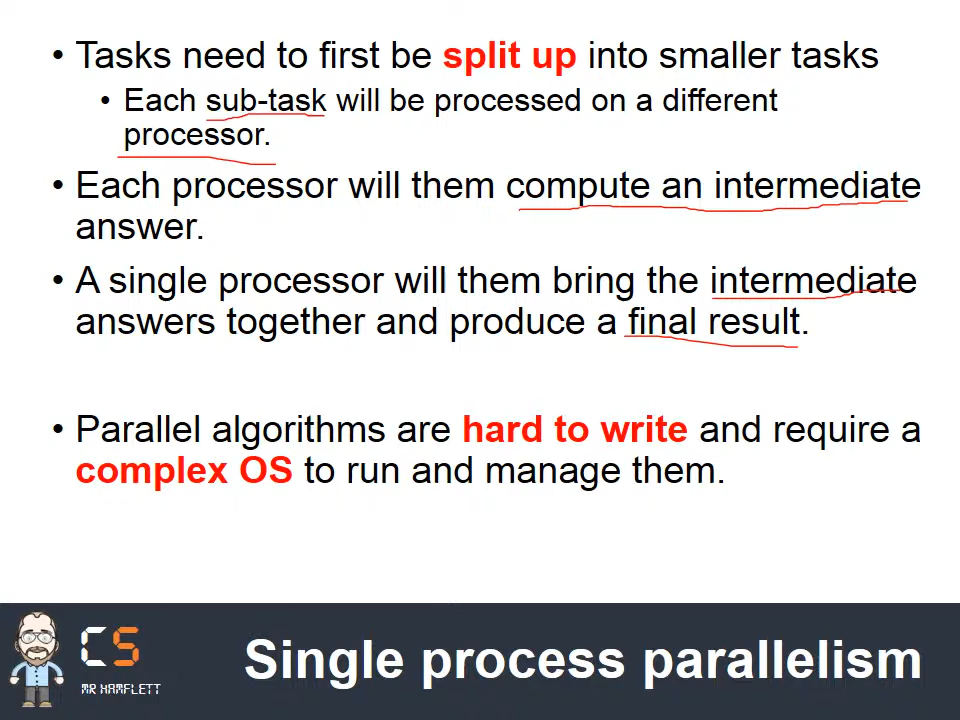 • Tasks need to first be split up into smaller tasks
• Each sub-task will be processed on a different
processor.
• Each processor will them compute an intermediate
answer.
• A single processor will them bring the intermediate
answers together and produce a final result.
• Parallel algorithms are hard to write and require a
complex OS to run and manage them.
CS
MR HAMFLETT
Single process parallelism